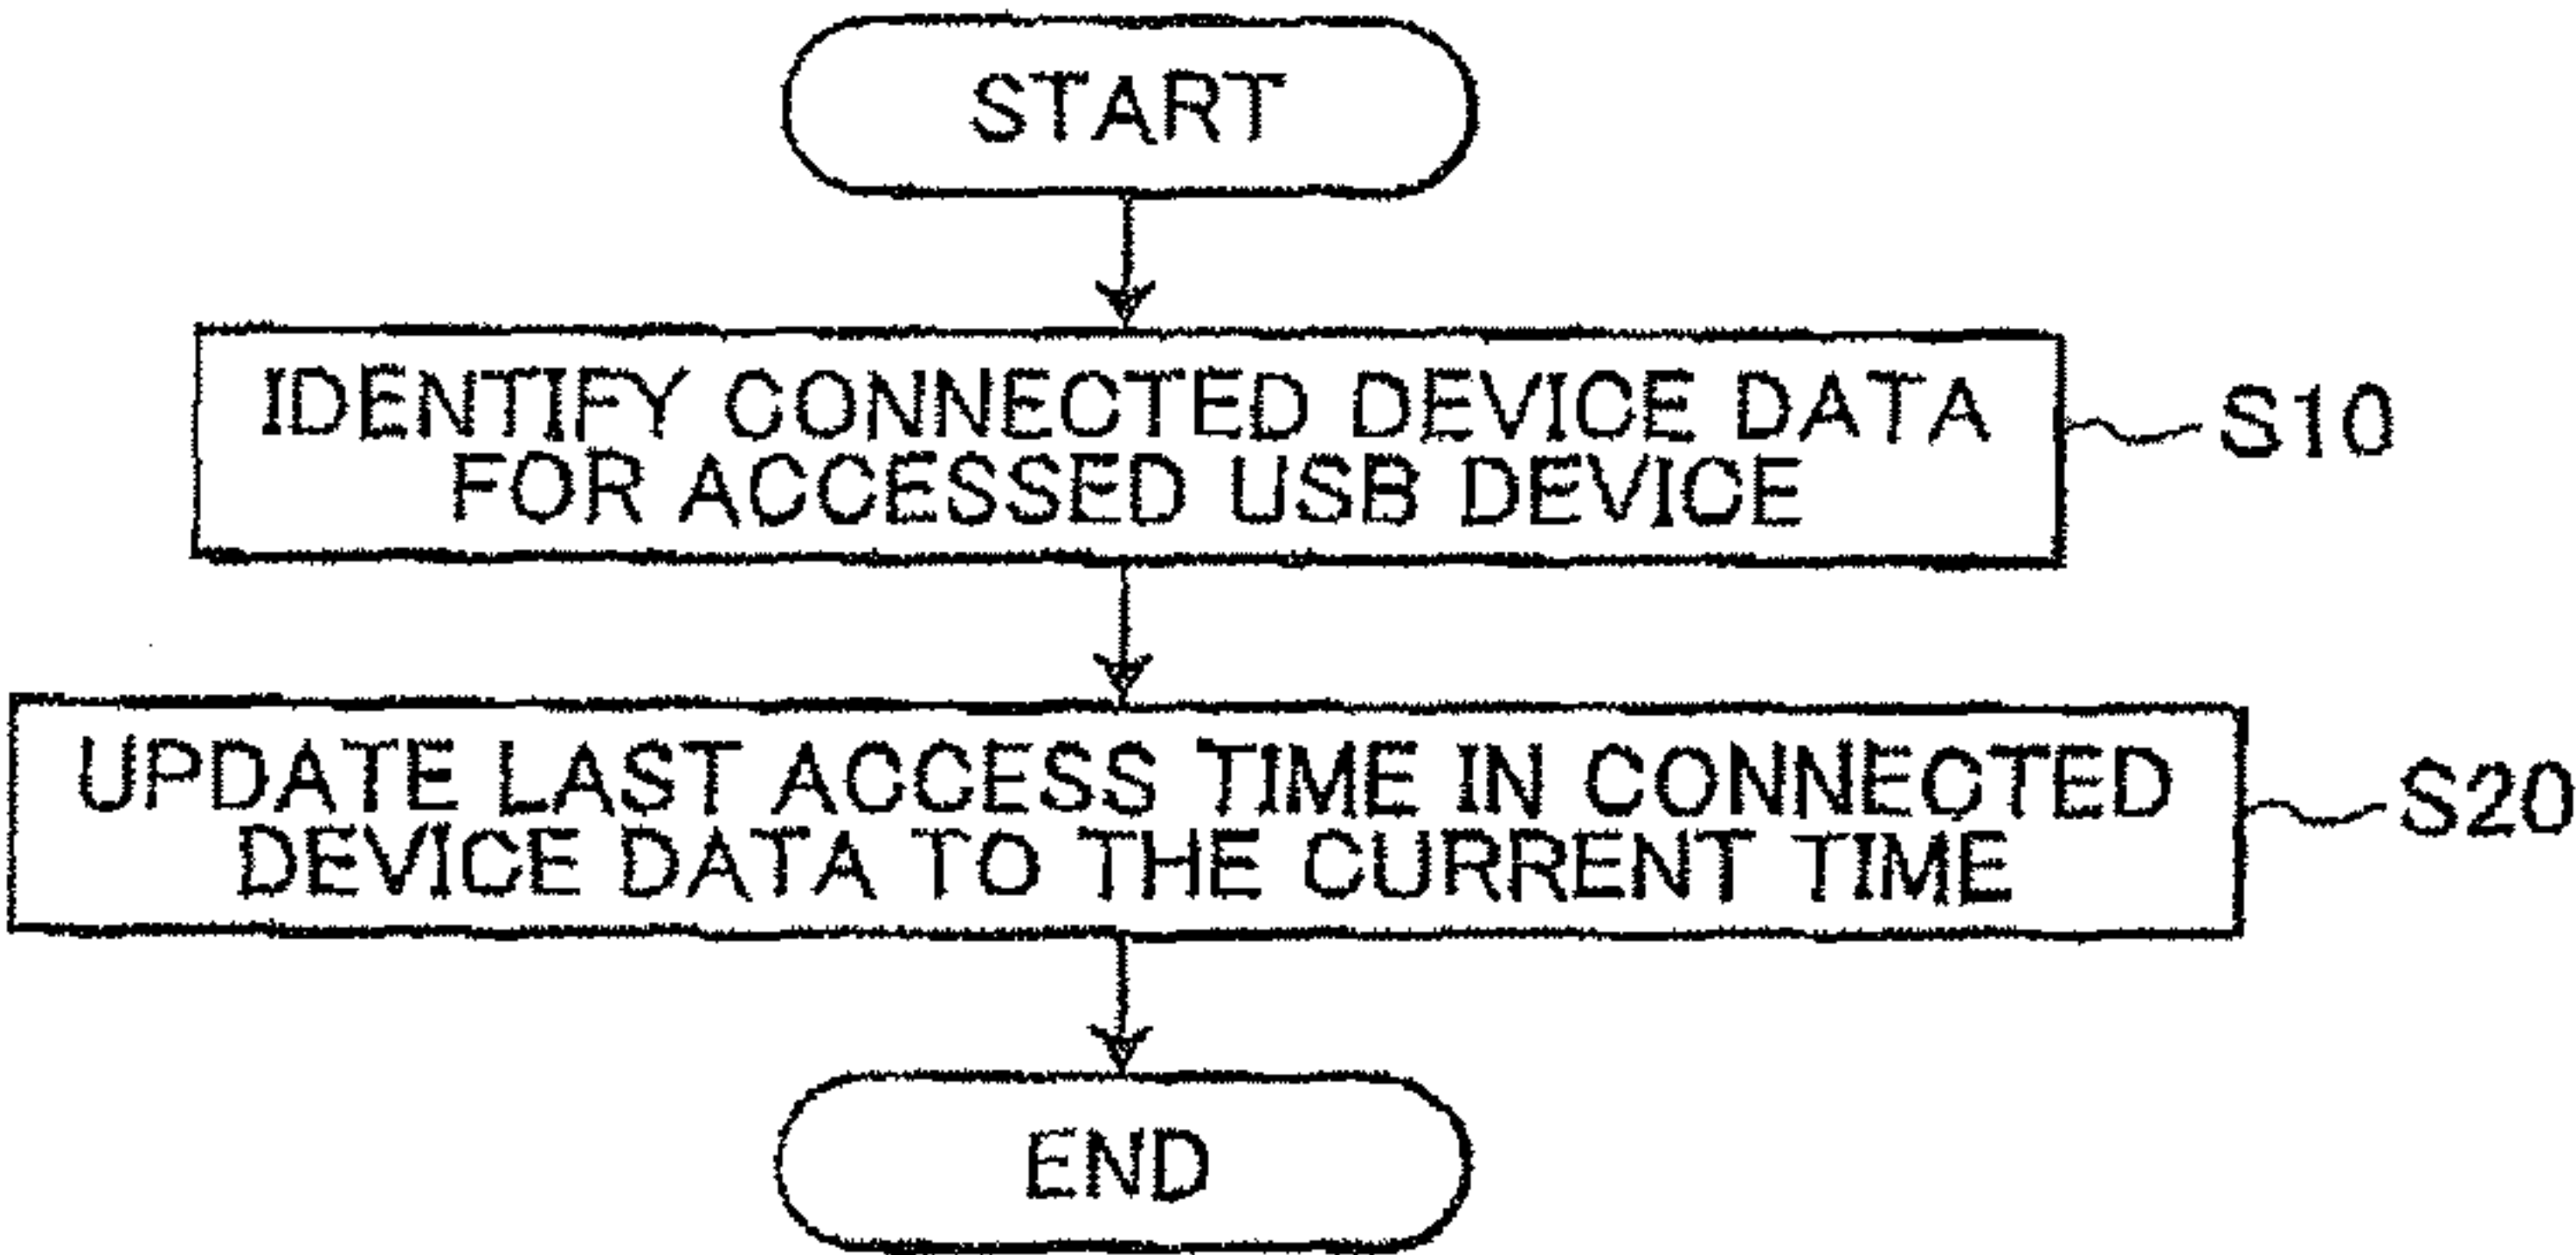 START
IDENTIFY CONNECTED DEVICE DATA
FOR ACCESSED USB DEVICE
S10
UPDATE LAST ACCESS TIME IN CONNECTED
DEVICE DATA TO THE CURRENT TIME
S20
END